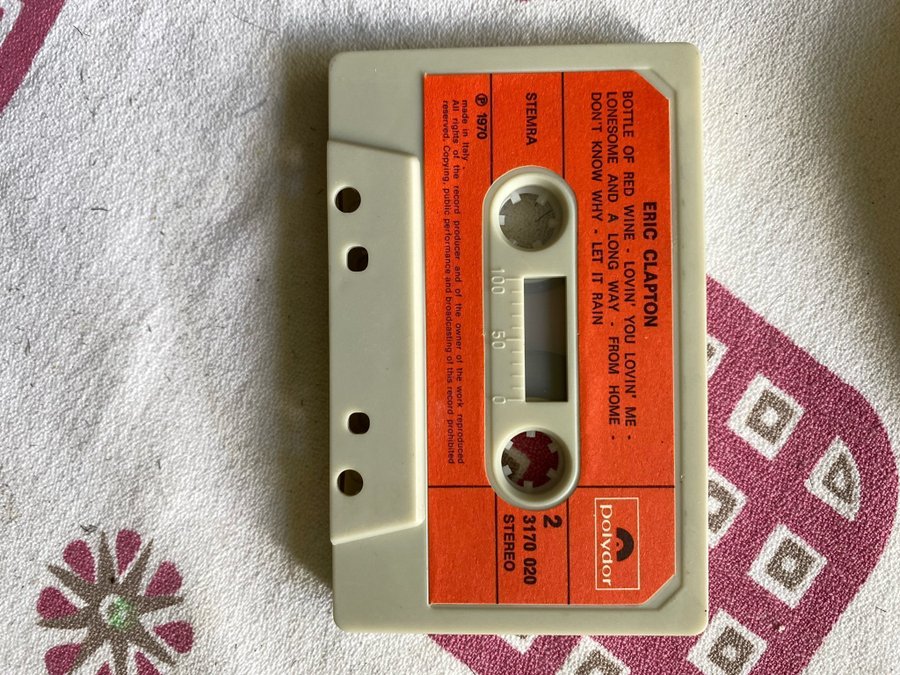 ERIC CLAPTON
BOTTLE OF RED WINE - LOVIN' YOU LOVIN' ME -
LONESOME AND A LONG WAY - FROM HOME -
DON'T KNOW WHY - LET IT RAIN
polydor
STEMRA
2
3170 020
STEREO
100 50 0
Ⓟ 1970
made in Italy -
All rights of the record producer and of the owner of the work reproduced
reserved. Copying, public performance and broadcasting of this record prohibited